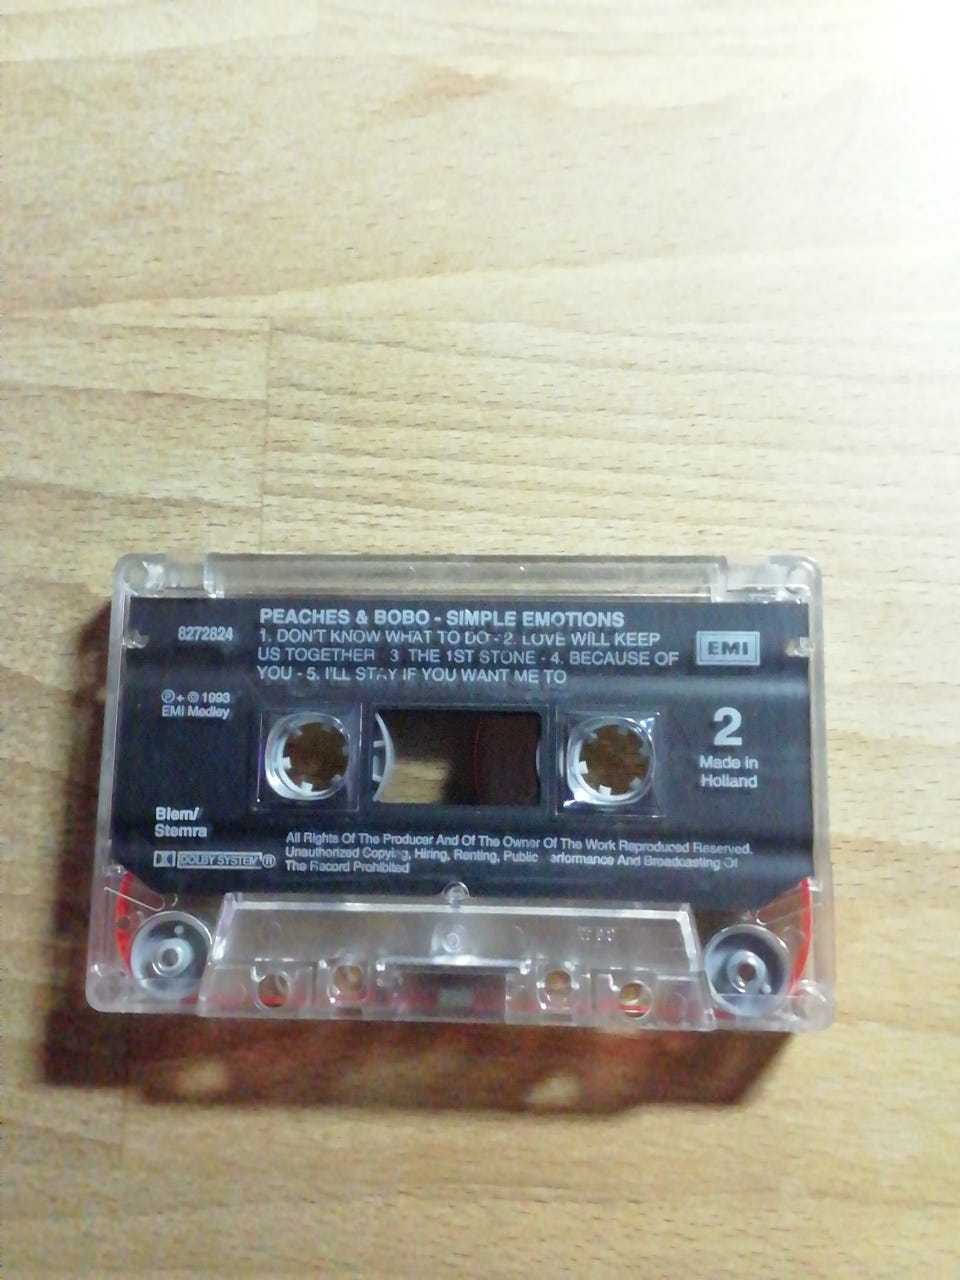 PEACHES & BOBO - SIMPLE EMOTIONS
8272824
1. DON'T KNOW WHAT TO DO - 2. LOVE WILL KEEP
US TOGETHER 3 THE 1ST STONE - 4. BECAUSE OF
YOU - 5. I'LL STAY IF YOU WANT ME TO
EMI
℗ + © 1993
EMI Medley
2
Made in
Holland
Biem/
Stemra
DOLBY SYSTEM ®
All Rights Of The Producer And Of The Owner Of The Work Reproduced Reserved.
Unauthorized Copying, Hiring, Renting, Public erformance And Broadcasting Of
The Record Prohibited